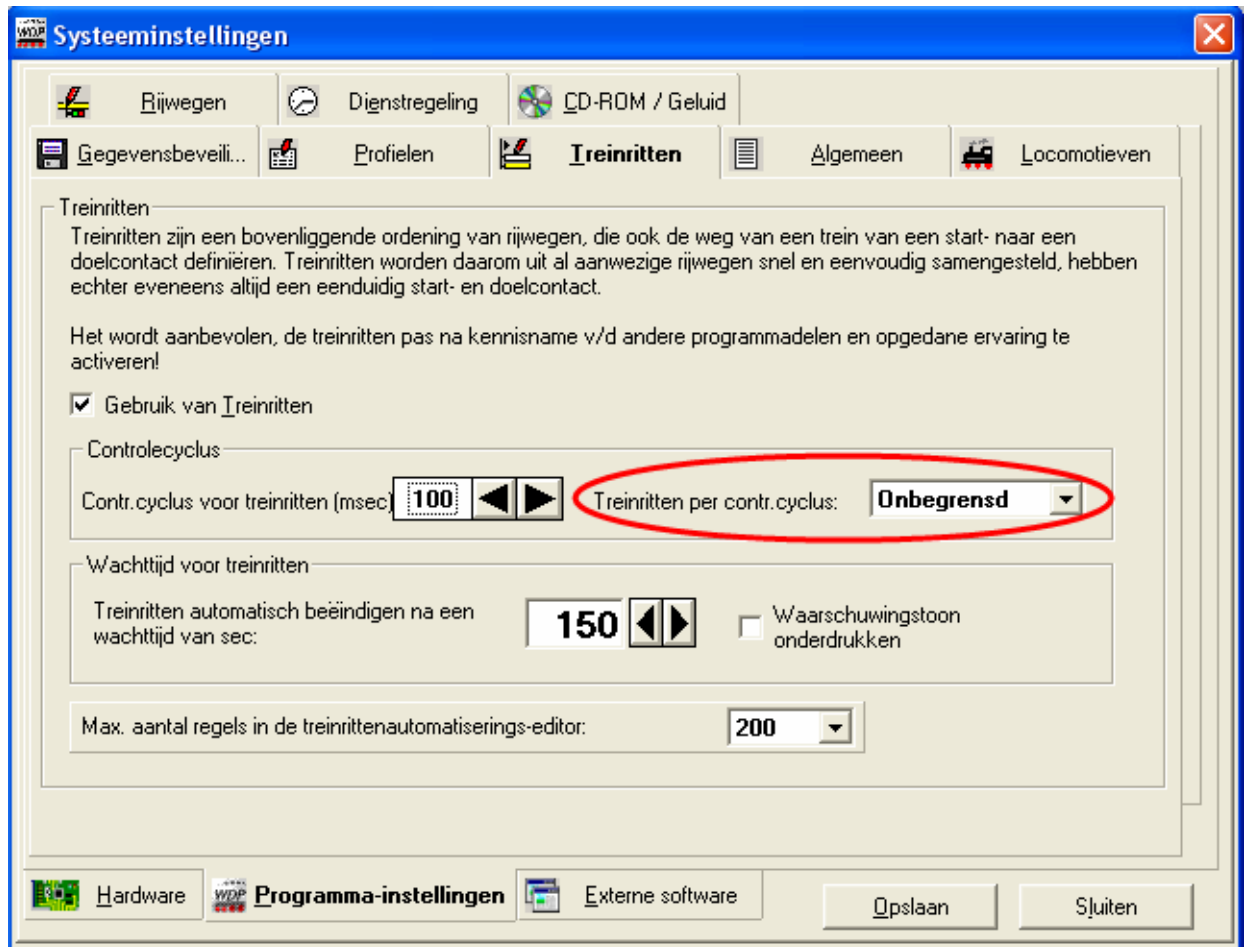 WDP Systeeminstellingen
Rijwegen Dienstregeling CD-ROM / Geluid
Gegevensbeveili... Profielen Treinritten Algemeen Locomotieven
Treinritten
Treinritten zijn een bovenliggende ordening van rijwegen, die ook de weg van een trein van een start- naar een
doelcontact definiëren. Treinritten worden daarom uit al aanwezige rijwegen snel en eenvoudig samengesteld, hebben
echter eveneens altijd een eenduidig start- en doelcontact.
Het wordt aanbevolen, de treinritten pas na kennisname v/d andere programmadelen en opgedane ervaring te
activeren!
Gebruik van Treinritten
Controlecyclus
Contr.cyclus voor treinritten (msec) 100 Treinritten per contr.cyclus: Onbegrensd
Wachttijd voor treinritten
Treinritten automatisch beëindigen na een
wachttijd van sec:
150
Waarschuwingstoon
onderdrukken
Max. aantal regels in de treinrittenautomatiserings-editor: 200
Hardware WDP Programma-instellingen Externe software
Opslaan Sluiten